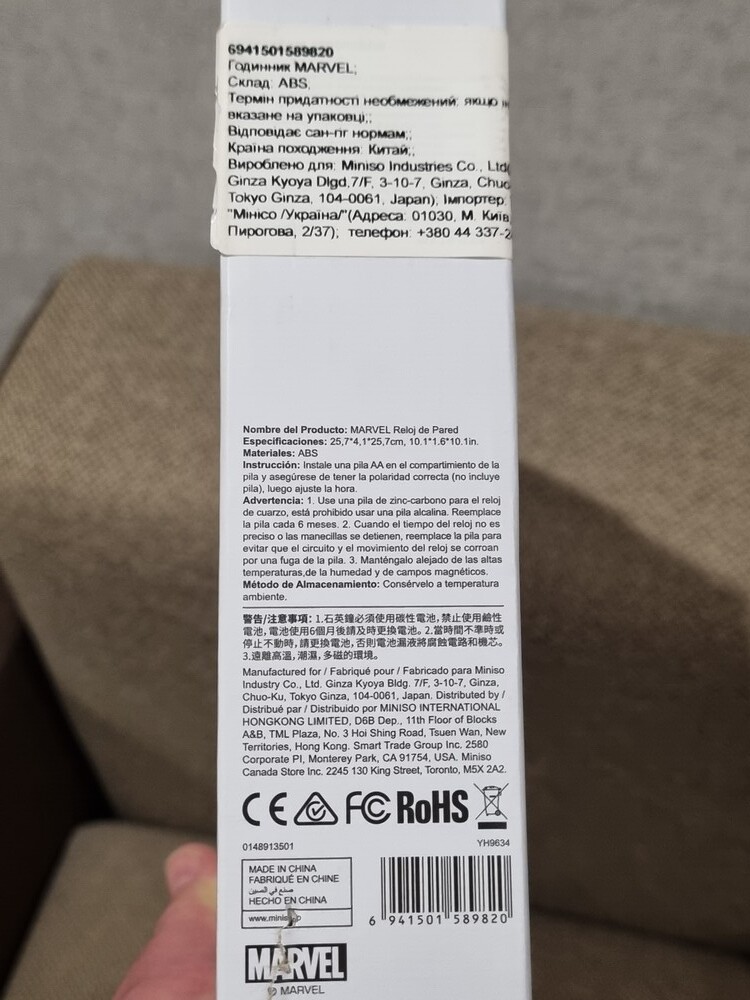 6941501589820
Годинник MARVEL;
Склад: ABS;
Термін придатності необмежений, якщо
вказане на упаковці;;
Відповідає сан-гіг нормам;;
Країна походження: Китай;;
Вироблено для: Miniso Industries Co., Ltd
Ginza Kyoya Dlgd,7/F, 3-10-7, Ginza, Chuo
Tokyo Ginza, 104-0061, Japan); Імпортер:
"Мінісо /Україна/"(Адреса: 01030, М. Київ,
Пирогова, 2/37); телефон: +380 44 337-2
Nombre del Producto: MARVEL Reloj de Pared
Especificaciones: 25,7*4,1*25,7cm, 10.1*1.6*10.1in.
Materiales: ABS
Instrucción: Instale una pila AA en el compartimiento de la
pila y asegúrese de tener la polaridad correcta (no incluye
pila), luego ajuste la hora.
Advertencia: 1. Use una pila de zinc-carbono para el reloj
de cuarzo, está prohibido usar una pila alcalina. Reemplace
la pila cada 6 meses. 2. Cuando el tiempo del reloj no es
preciso o las manecillas se detienen, reemplace la pila para
evitar que el circuito y el movimiento del reloj se corroan
por una fuga de la pila. 3. Manténgalo alejado de las altas
temperaturas,de la humedad y de campos magnéticos.
Método de Almacenamiento: Consérvelo a temperatura
ambiente.
警告/注意事項: 1.石英鐘必須使用碳性電池, 禁止使用鹼性
電池, 電池使用6個月後請及時更換電池。2.當時間不準時或
停止不動時, 請更換電池, 否則電池漏液將腐蝕電路和機芯。
3.遠離高溫, 潮濕, 多磁的環境。
Manufactured for / Fabriqué pour / Fabricado para Miniso
Industry Co., Ltd. Ginza Kyoya Bldg. 7/F, 3-10-7, Ginza,
Chuo-Ku, Tokyo Ginza, 104-0061, Japan. Distributed by /
Distribué par / Distribuido por MINISO INTERNATIONAL
HONGKONG LIMITED, D6B Dep., 11th Floor of Blocks
A&B, TML Plaza, No. 3 Hoi Shing Road, Tsuen Wan, New
Territories, Hong Kong. Smart Trade Group Inc. 2580
Corporate Pl, Monterey Park, CA 91754, USA. Miniso
Canada Store Inc. 2245 130 King Street, Toronto, M5X 2A2.
CE FC RoHS
0148913501 YH9634
MADE IN CHINA
FABRIQUÉ EN CHINE
صنع في الصين
HECHO EN CHINA
6 941501 589820
MARVEL
© MARVEL